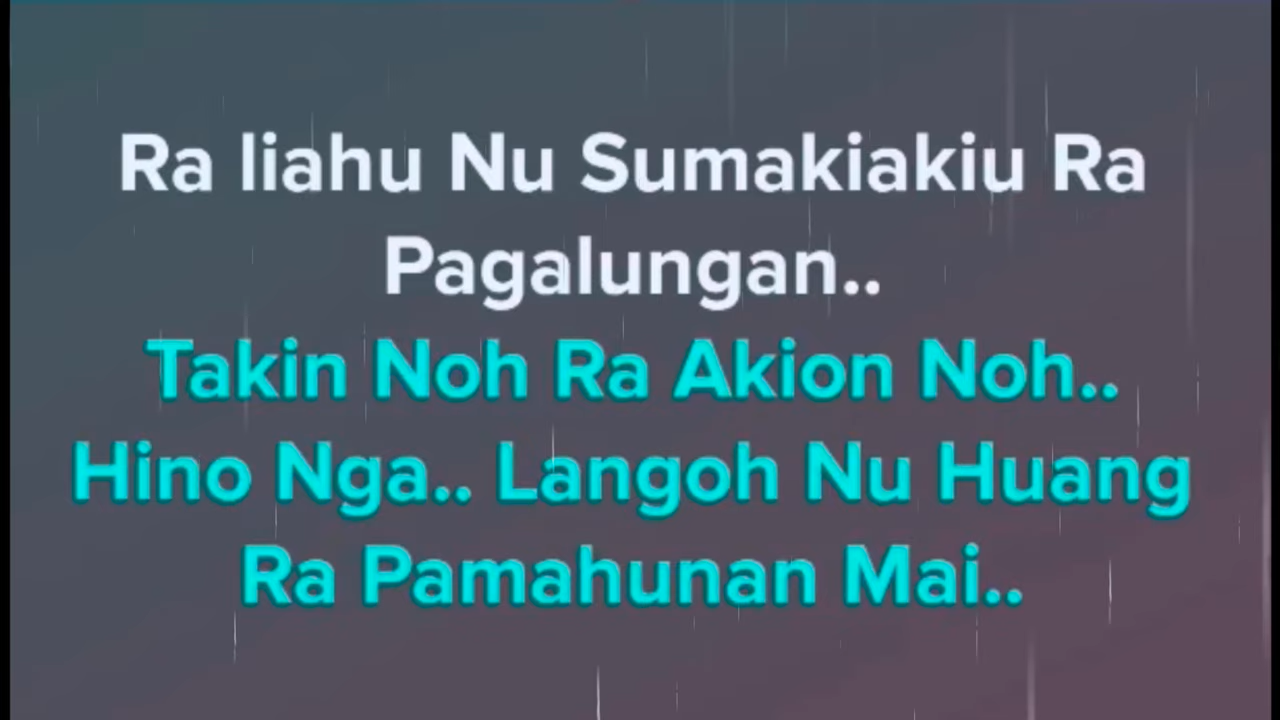 Ra liahu Nu Sumakiakiu Ra
Pagalungan..
Takin Noh Ra Akion Noh..
Hino Nga.. Langoh Nu Huang
Ra Pamahunan Mai..